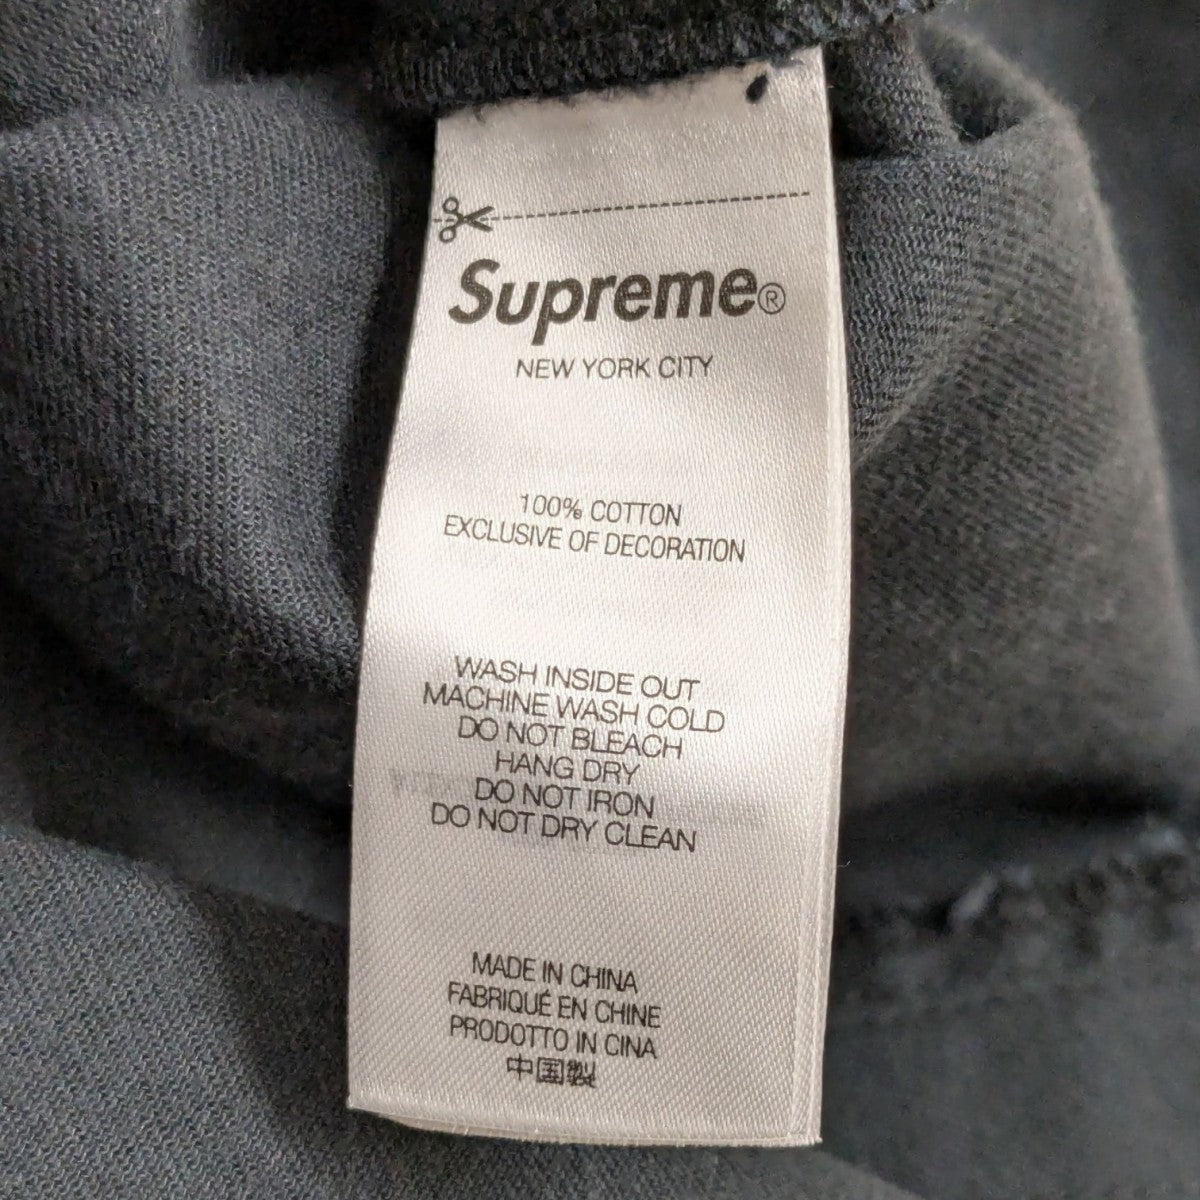 Supreme®
NEW YORK CITY
100% COTTON
EXCLUSIVE OF DECORATION
WASH INSIDE OUT
MACHINE WASH COLD
DO NOT BLEACH
HANG DRY
DO NOT IRON
DO NOT DRY CLEAN
MADE IN CHINA
FABRIQUÉ EN CHINE
PRODOTTO IN CINA
中国製